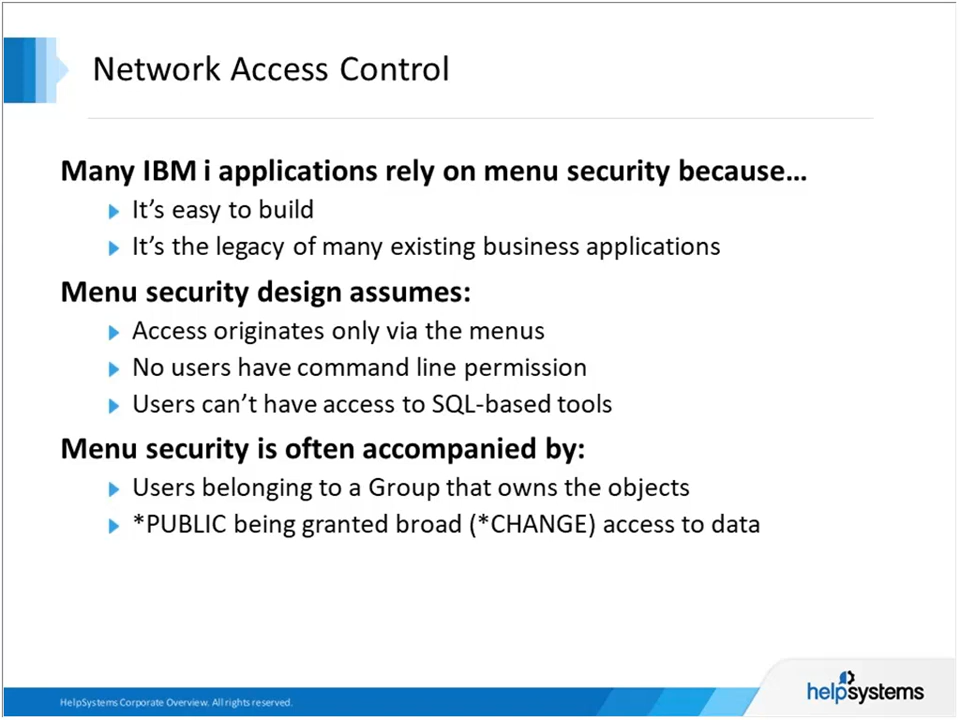 Network Access Control
Many IBM i applications rely on menu security because…
It's easy to build
It's the legacy of many existing business applications
Menu security design assumes:
Access originates only via the menus
No users have command line permission
Users can't have access to SQL-based tools
Menu security is often accompanied by:
Users belonging to a Group that owns the objects
*PUBLIC being granted broad (*CHANGE) access to data
HelpSystems Corporate Overview. All rights reserved.
helpsystems